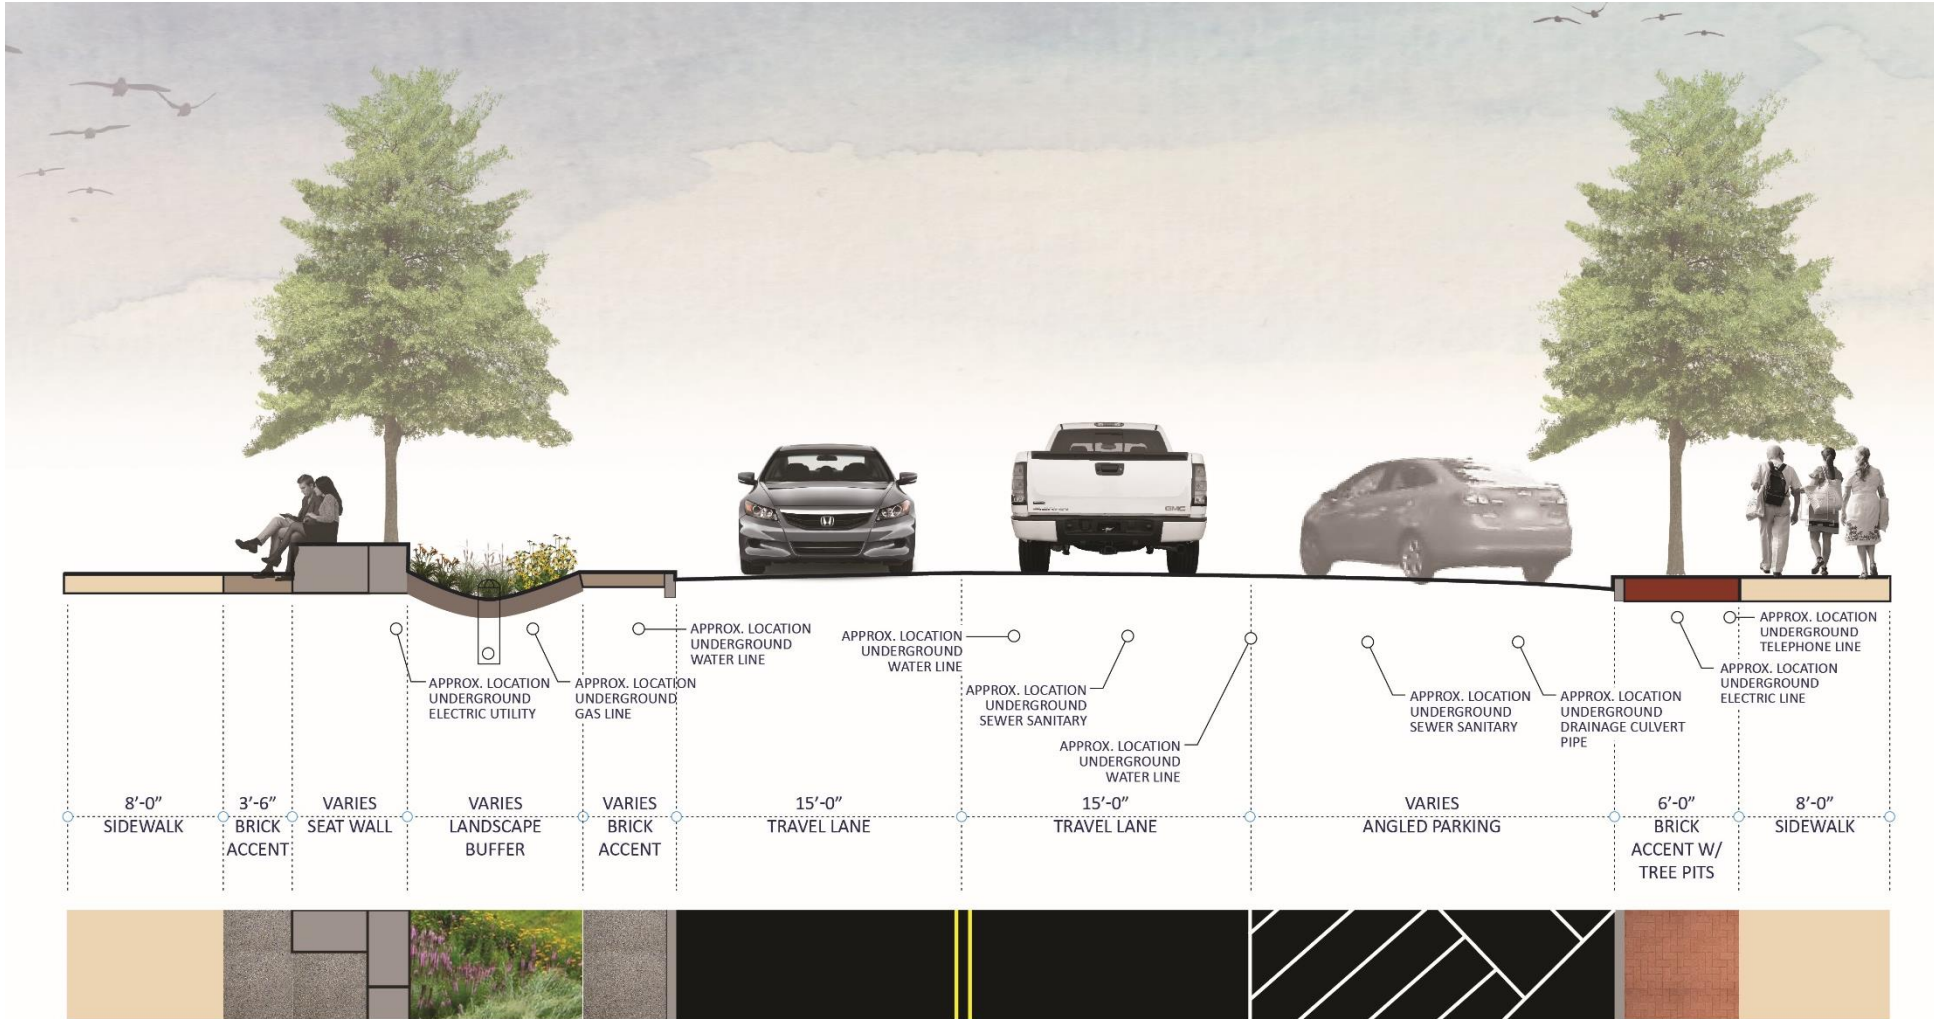 GMC
APPROX. LOCATION
UNDERGROUND
WATER LINE
APPROX. LOCATION
UNDERGROUND
WATER LINE
APPROX. LOCATION
UNDERGROUND
TELEPHONE LINE
APPROX. LOCATION
UNDERGROUND
ELECTRIC UTILITY
APPROX. LOCATION
UNDERGROUND
GAS LINE
APPROX. LOCATION
UNDERGROUND
SEWER SANITARY
APPROX. LOCATION
UNDERGROUND
WATER LINE
APPROX. LOCATION
UNDERGROUND
SEWER SANITARY
APPROX. LOCATION
UNDERGROUND
DRAINAGE CULVERT
PIPE
APPROX. LOCATION
UNDERGROUND
ELECTRIC LINE
8'-0"
SIDEWALK
3'-6"
BRICK
ACCENT
VARIES
SEAT WALL
VARIES
LANDSCAPE
BUFFER
VARIES
BRICK
ACCENT
15'-0"
TRAVEL LANE
15'-0"
TRAVEL LANE
VARIES
ANGLED PARKING
6'-0"
BRICK
ACCENT W/
TREE PITS
8'-0"
SIDEWALK